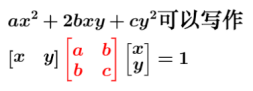 ax² + 2bxy + cy²可以写作
[x y] [a b; b c] [x; y] = 1